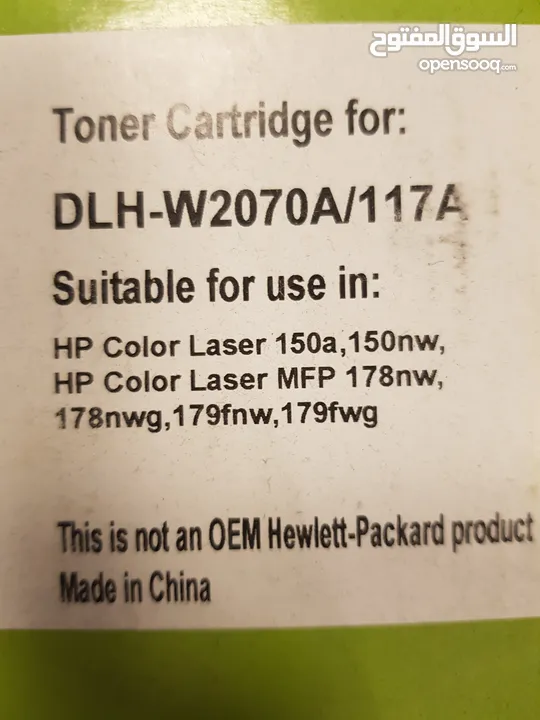 السوق المفتوح
opensooq.com
Toner Cartridge for:
DLH-W2070A/117A
Suitable for use in:
HP Color Laser 150a,150nw,
HP Color Laser MFP 178nw,
178nwg,179fnw,179fwg
This is not an OEM Hewlett-Packard product
Made in China